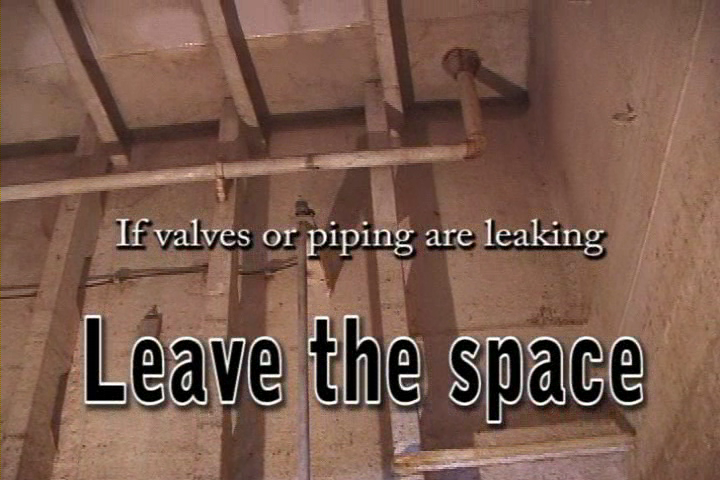 If valves or piping are leaking
Leave the space